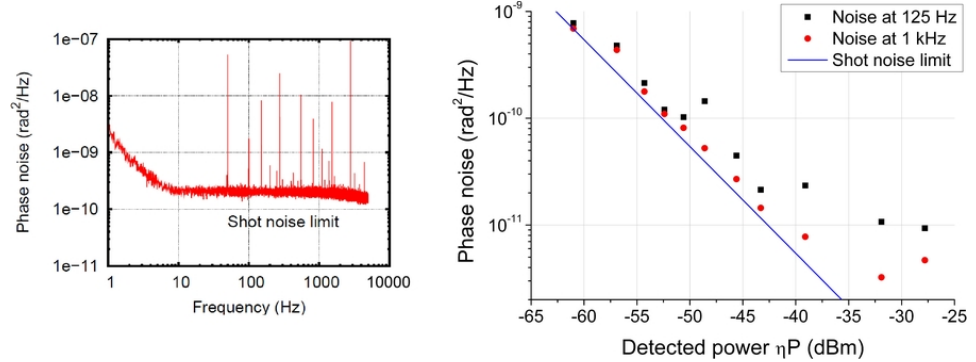 1e−07
1e−08
1e−09
1e−10
1e−11
Phase noise (rad²/Hz)
Shot noise limit
1
10
100
1000
10000
Frequency (Hz)
10⁻⁹
10⁻¹⁰
10⁻¹¹
Phase noise (rad²/Hz)
Noise at 125 Hz
Noise at 1 kHz
Shot noise limit
-65
-60
-55
-50
-45
-40
-35
-30
-25
Detected power ηP (dBm)